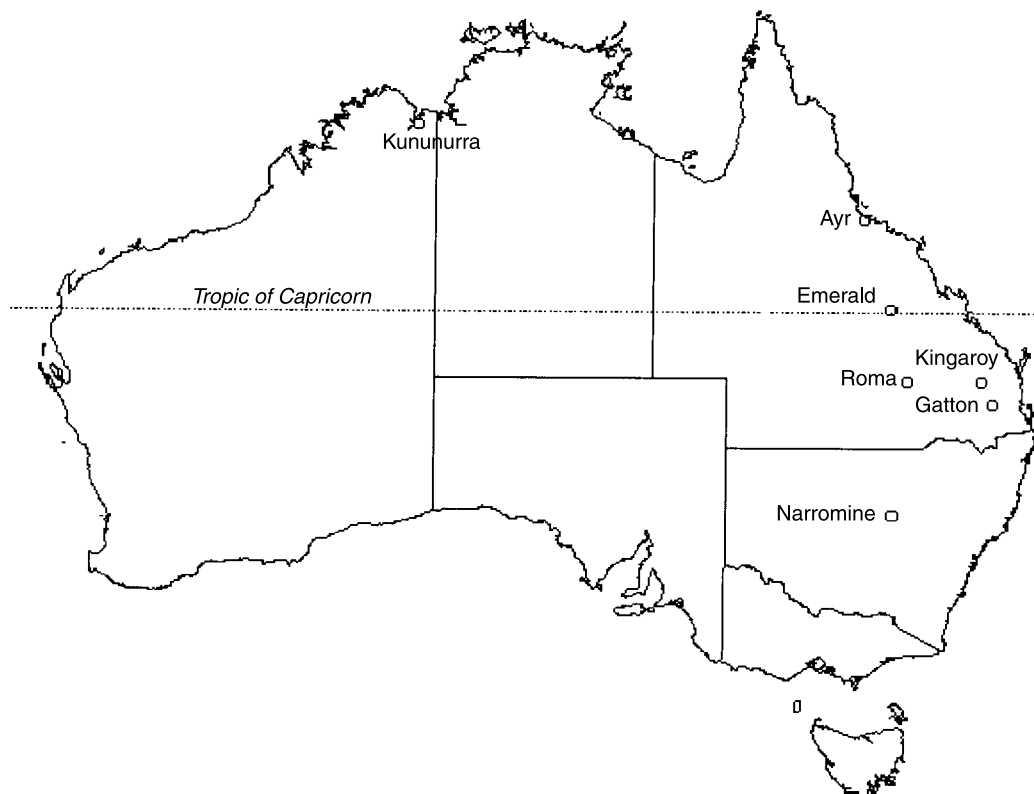 Kununurra
Ayr
Tropic of Capricorn
Emerald
Kingaroy
Roma
Gatton
Narromine